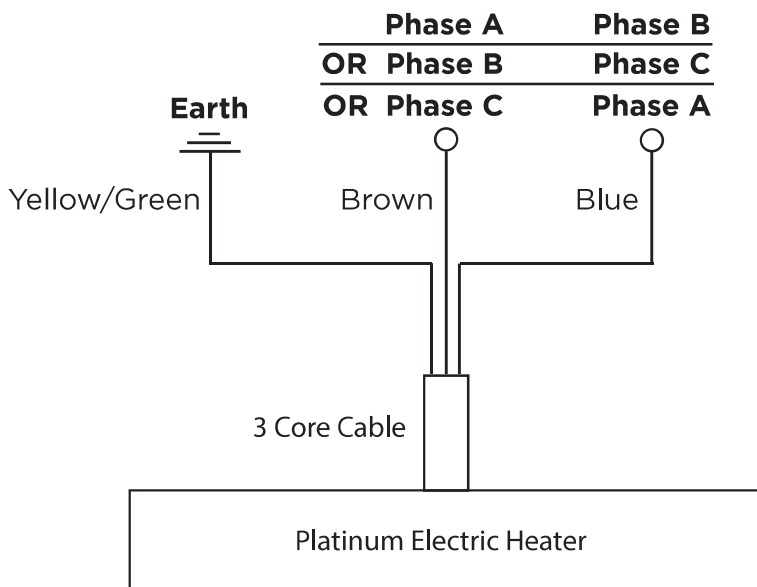 Phase A Phase B
OR Phase B Phase C
OR Phase C Phase A
Earth
Yellow/Green
Brown
Blue
3 Core Cable
Platinum Electric Heater